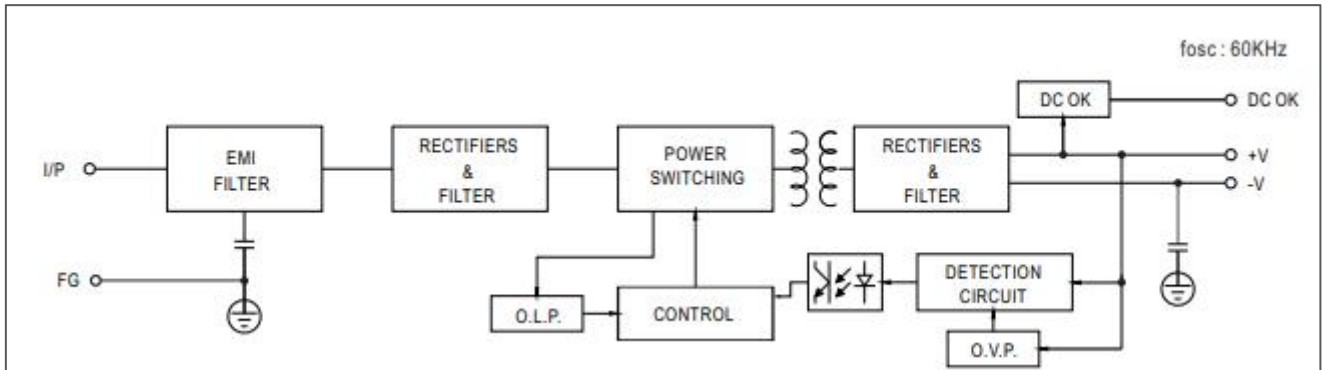 fosc : 60KHz
DC OK
DC OK
I/P
EMI
FILTER
RECTIFIERS
&
FILTER
POWER
SWITCHING
RECTIFIERS
&
FILTER
+V
-V
FG
O.L.P.
CONTROL
DETECTION
CIRCUIT
O.V.P.